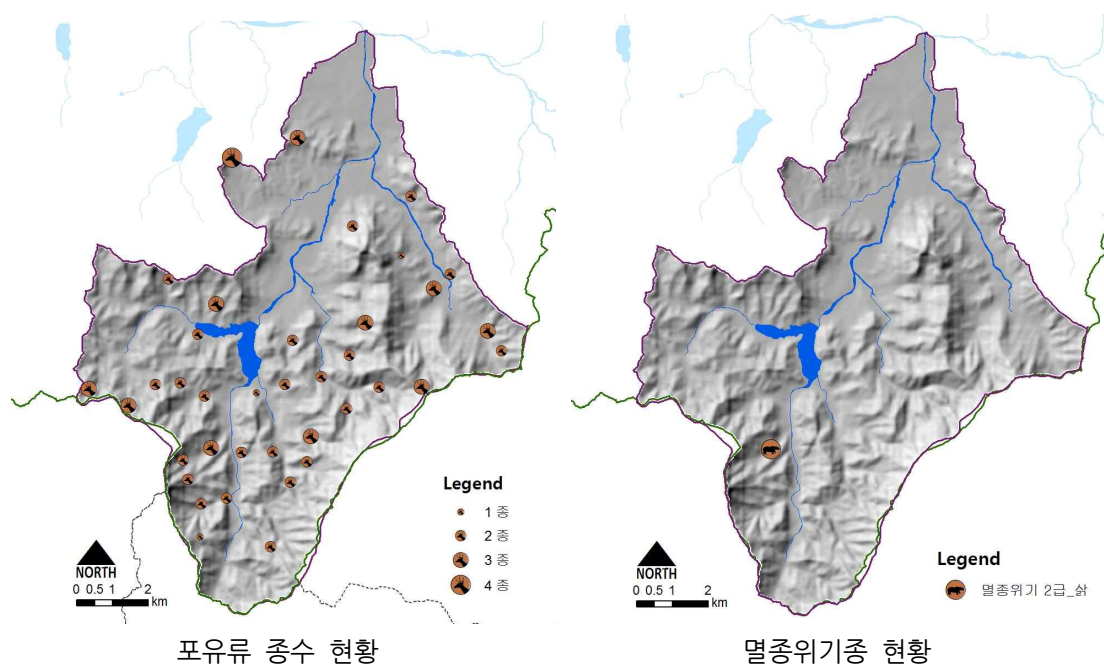 Legend
1 종
2 종
3 종
4 종
NORTH
0 0.5 1 2
km
포유류 종수 현황
Legend
멸종위기 2급_삵
NORTH
0 0.5 1 2
km
멸종위기종 현황